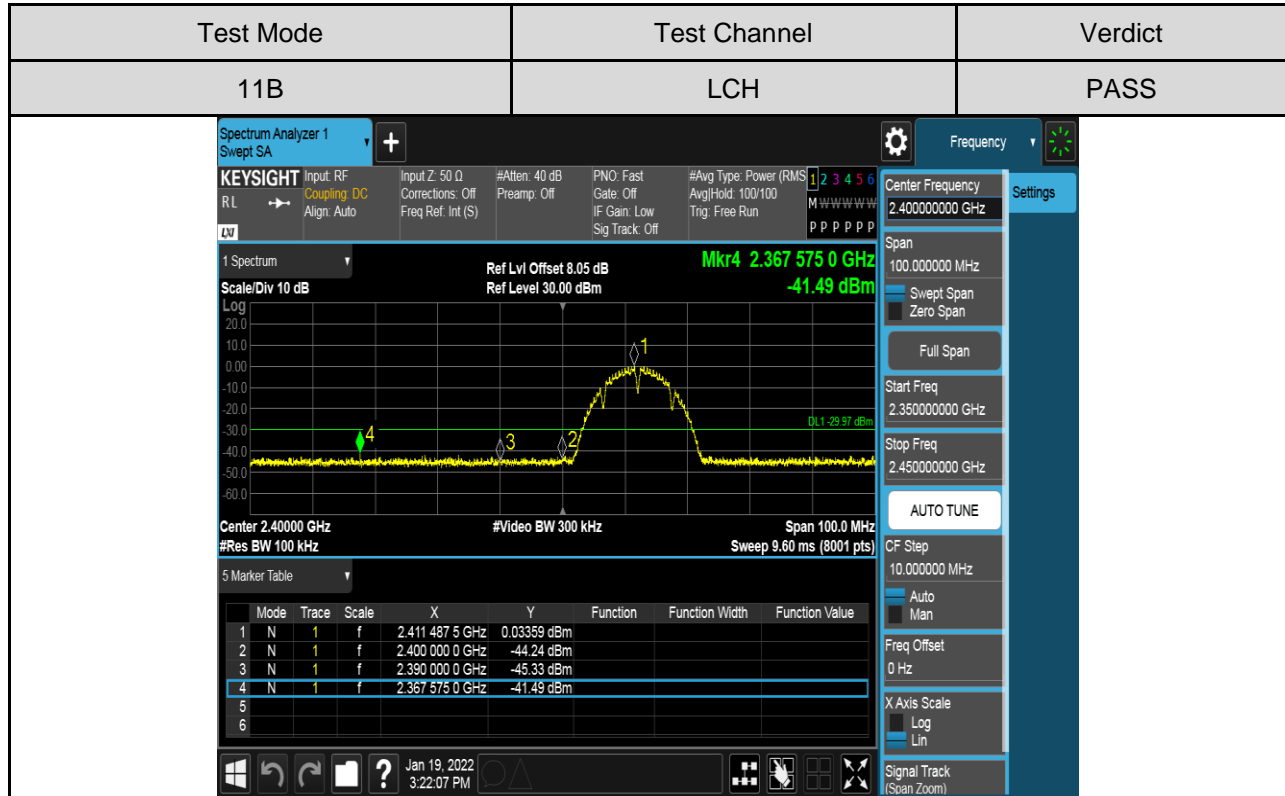 Test Mode Test Channel Verdict
11B LCH PASS
Spectrum Analyzer 1
Swept SA
+
Frequency
KEYSIGHT
RL
LXI
Input: RF
Coupling: DC
Align: Auto
Input Z: 50 Ω
Corrections: Off
Freq Ref: Int (S)
#Atten: 40 dB
Preamp: Off
PNO: Fast
Gate: Off
IF Gain: Low
Sig Track: Off
#Avg Type: Power (RMS
Avg|Hold: 100/100
Trig: Free Run
1 2 3 4 5 6
M W W W W W
P P P P P P
1 Spectrum
Scale/Div 10 dB
Ref Lvl Offset 8.05 dB
Ref Level 30.00 dBm
Mkr4 2.367 575 0 GHz
-41.49 dBm
Log
20.0
10.0
0.00
-10.0
-20.0
-30.0
-40.0
-50.0
-60.0
1
2
3
4
DL1 -29.97 dBm
Center 2.40000 GHz #Video BW 300 kHz Span 100.0 MHz
#Res BW 100 kHz Sweep 9.60 ms (8001 pts)
5 Marker Table
Mode Trace Scale X Y Function Function Width Function Value
1 N 1 f 2.411 487 5 GHz 0.03359 dBm
2 N 1 f 2.400 000 0 GHz -44.24 dBm
3 N 1 f 2.390 000 0 GHz -45.33 dBm
4 N 1 f 2.367 575 0 GHz -41.49 dBm
5
6
?
Jan 19, 2022
3:22:07 PM
Center Frequency
2.400000000 GHz
Settings
Span
100.000000 MHz
Swept Span
Zero Span
Full Span
Start Freq
2.350000000 GHz
Stop Freq
2.450000000 GHz
AUTO TUNE
CF Step
10.000000 MHz
Auto
Man
Freq Offset
0 Hz
X Axis Scale
Log
Lin
Signal Track
(Span Zoom)